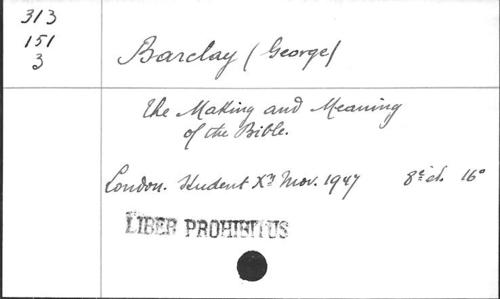 313
151
3
Barclay (George)
The Making and Meaning
of the Bible.
London. Student Xn Mov. 1947 8º 16º
LIBER PROHIBITUS